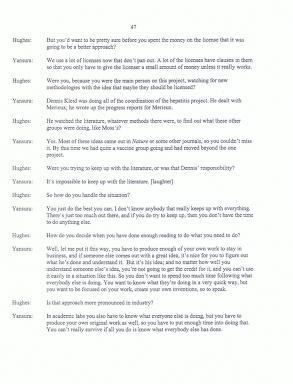 47
Hughes: But you'd want to be pretty sure before you spent the money on the license that it was
going to be a better approach?
Yansura: We use a lot of licenses now that don't pan out. A lot of the licenses have clauses in them
so that you only have to give the licenser a small amount of money unless it really works.
Hughes: Were you, because you were the main person on this project, watching for new
methodologies with the idea that maybe they should be licensed?
Yansura: Dennis Kleid was doing all of the coordination of the hepatitis project. He dealt with
Merieux; he wrote up the progress reports for Merieux.
Hughes: He watched the literature, whatever methods there were, to find out what these other
groups were doing, like Moss's?
Yansura: Yes. Most of these ideas came out in Nature or some other journals, so you couldn't miss
it. By this time we had quite a vaccine group going and had moved beyond the one
project.
Hughes: Were you trying to keep up with the literature, or was that Dennis' responsibility?
Yansura: It's impossible to keep up with the literature. [laughter]
Hughes: So how do you handle the situation?
Yansura: You just do the best you can. I don't know anybody that really keeps up with everything.
There's just too much out there, and if you do try to keep up, then you don't have the time
to do anything else.
Hughes: How do you decide when you have done enough reading to do what you need to do?
Yansura: Well, let me put it this way, you have to produce enough of your own work to stay in
business, and if someone else comes out with a great idea, it's nice for you to figure out
what he's done and understand it. But it's his idea; and no matter how well you
understand someone else's idea, you're not going to get the credit for it, and you can't use
it easily in a situation like this. So you don't want to spend too much time following what
everybody else is doing. You want to know what they're doing in a very quick way, but
you want to be focused on your work, create your own inventions, so to speak.
Hughes: Is that approach more pronounced in industry?
Yansura: In academic labs you also have to know what everyone else is doing, but you have to
produce your own original work as well, so you have to put enough time into doing that.
You can't really survive if all you do is know what everybody else has done.